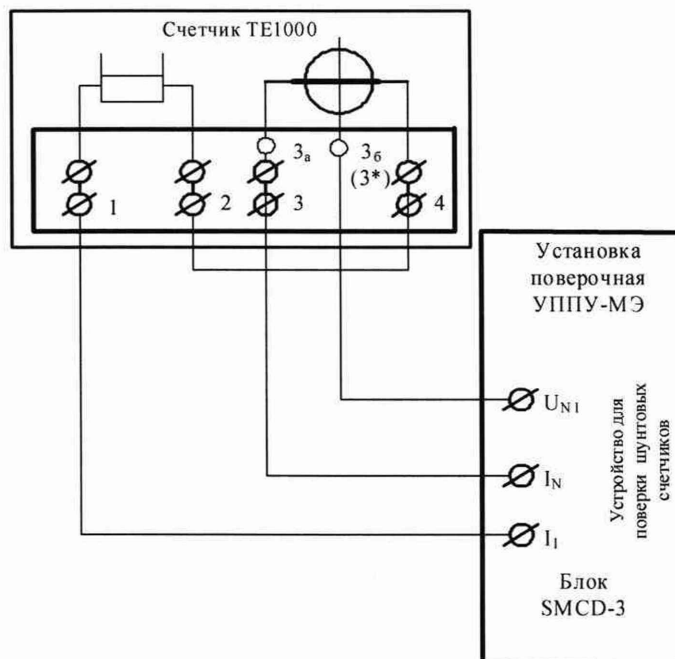 Счетчик ТЕ1000
3а
3б
(3*)
1
2
3
4
Установка
поверочная
УППУ-МЭ
UN1
IN
I1
Устройство для
поверки шунтовых
счетчиков
Блок
SMCD-3